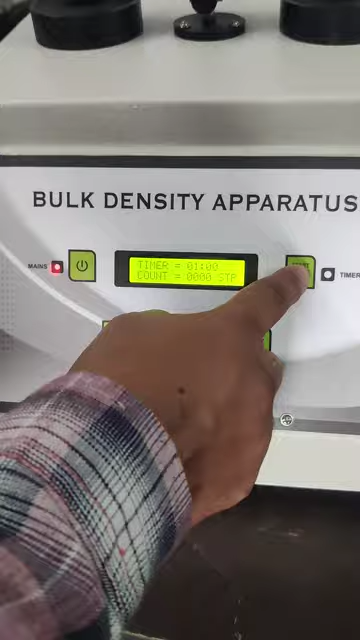 BULK DENSITY APPARATUS
MAINS
TIMER = 01:00
COUNT = 0000 STP
TIMER